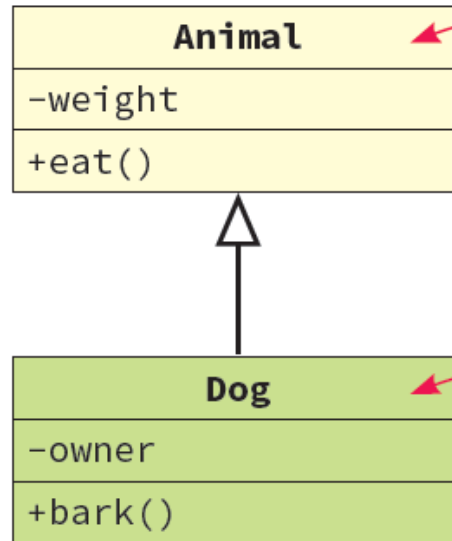 Animal
-weight
+eat()
Dog
-owner
+bark()